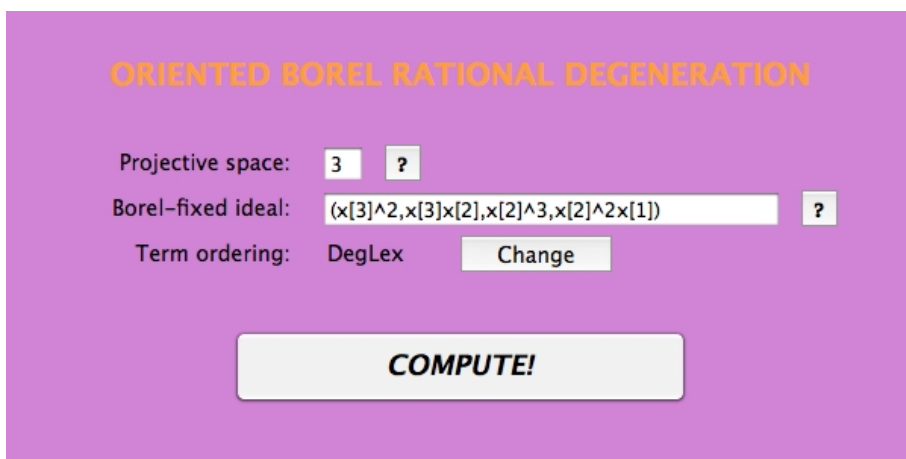 ORIENTED BOREL RATIONAL DEGENERATION
Projective space: 3 ?
Borel-fixed ideal: (x[3]^2,x[3]x[2],x[2]^3,x[2]^2x[1]) ?
Term ordering: DegLex Change
COMPUTE!